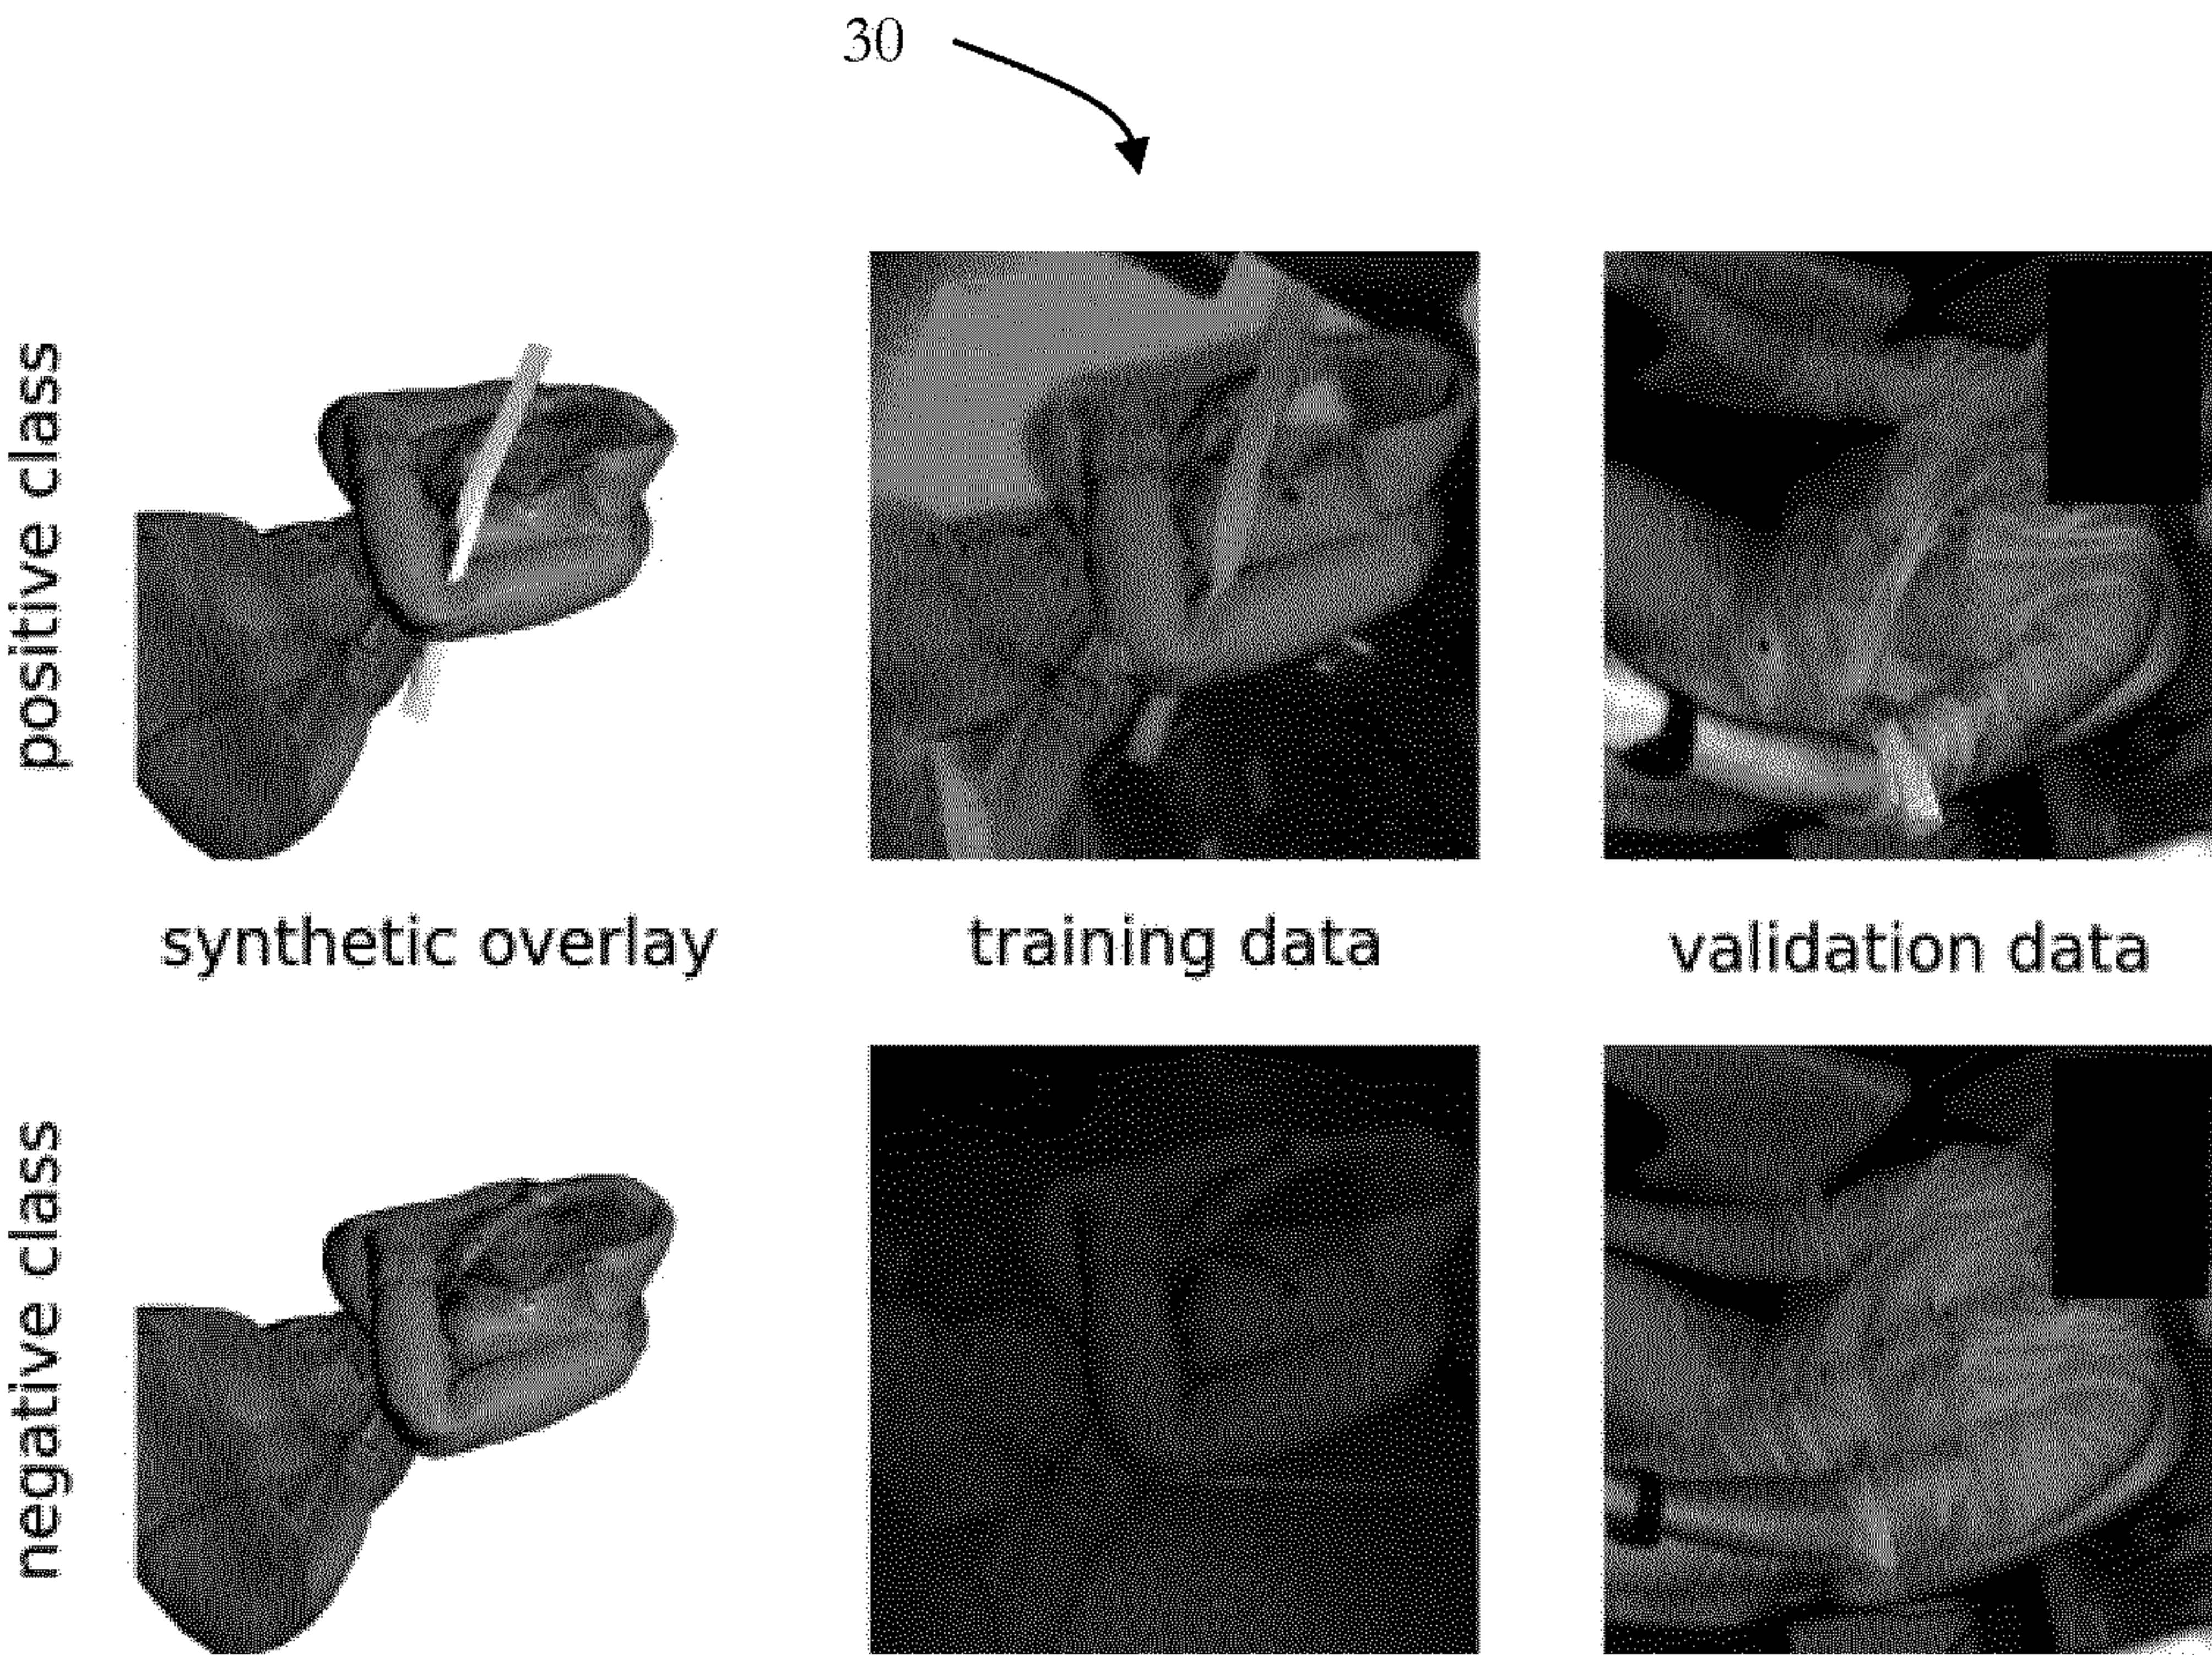 30
positive class
synthetic overlay
training data
validation data
negative class